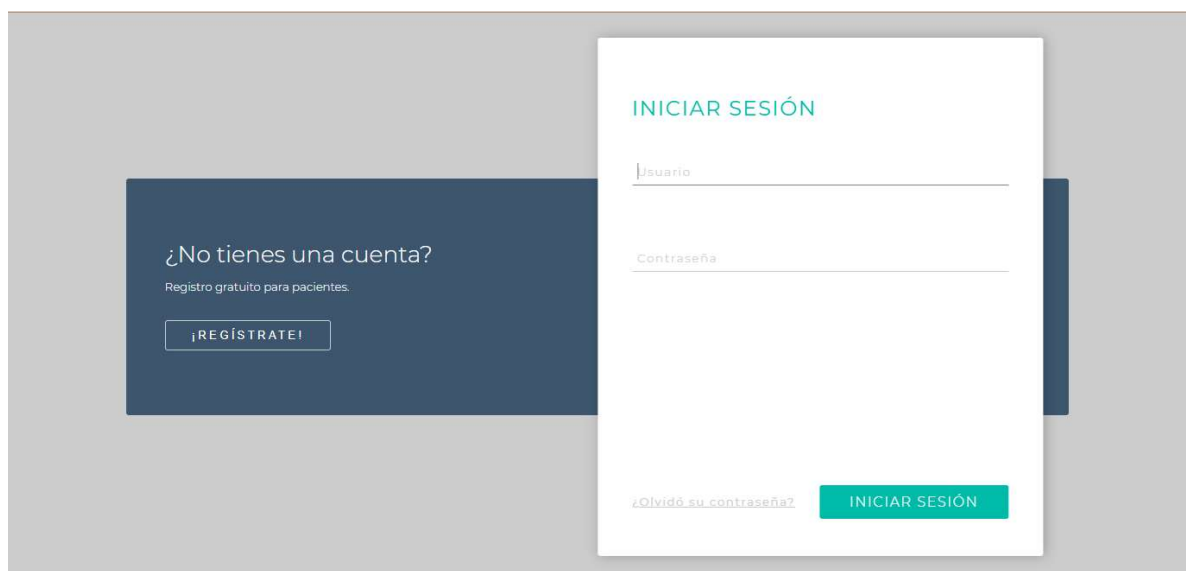 ¿No tienes una cuenta?
Registro gratuito para pacientes.
¡REGÍSTRATE!
INICIAR SESIÓN
Usuario
Contraseña
¿Olvidó su contraseña?
INICIAR SESIÓN